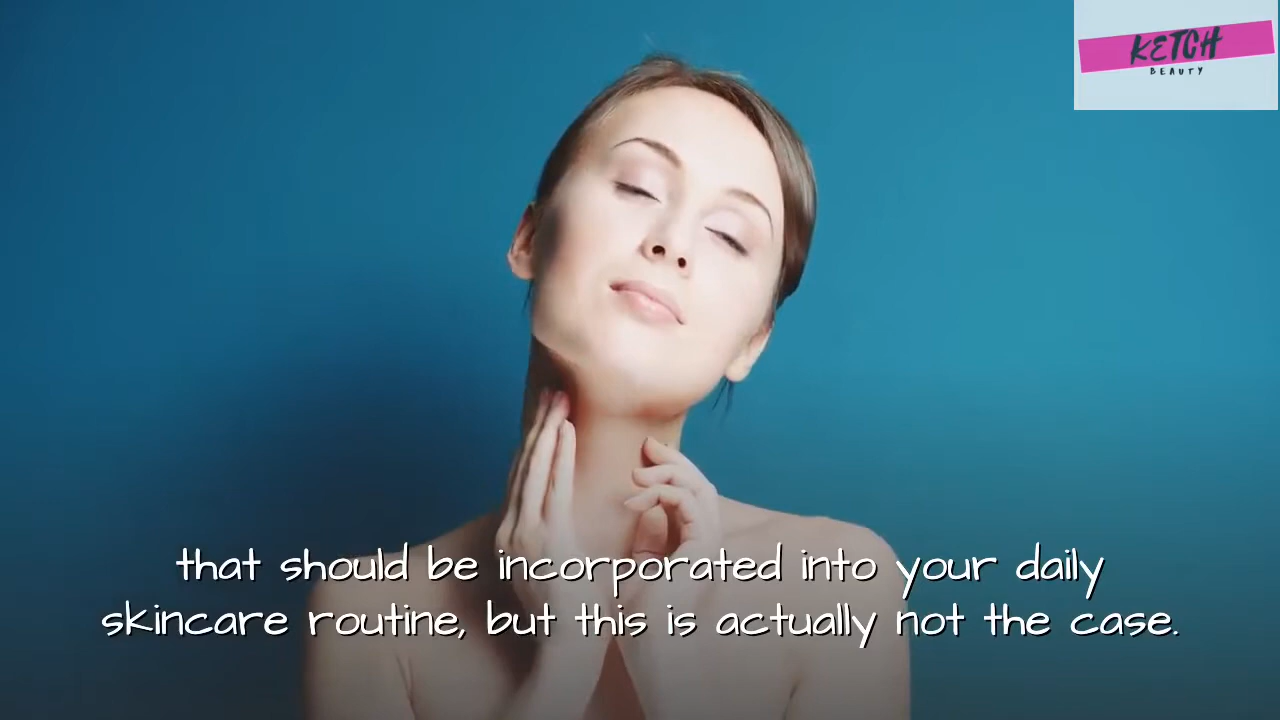 KETCH
BEAUTY
that should be incorporated into your daily
skincare routine, but this is actually not the case.